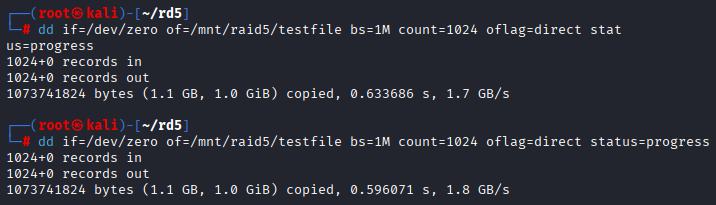 ┌──(root㉿kali)-[~/rd5]
└─# dd if=/dev/zero of=/mnt/raid5/testfile bs=1M count=1024 oflag=direct stat
us=progress
1024+0 records in
1024+0 records out
1073741824 bytes (1.1 GB, 1.0 GiB) copied, 0.633686 s, 1.7 GB/s
┌──(root㉿kali)-[~/rd5]
└─# dd if=/dev/zero of=/mnt/raid5/testfile bs=1M count=1024 oflag=direct status=progress
1024+0 records in
1024+0 records out
1073741824 bytes (1.1 GB, 1.0 GiB) copied, 0.596071 s, 1.8 GB/s